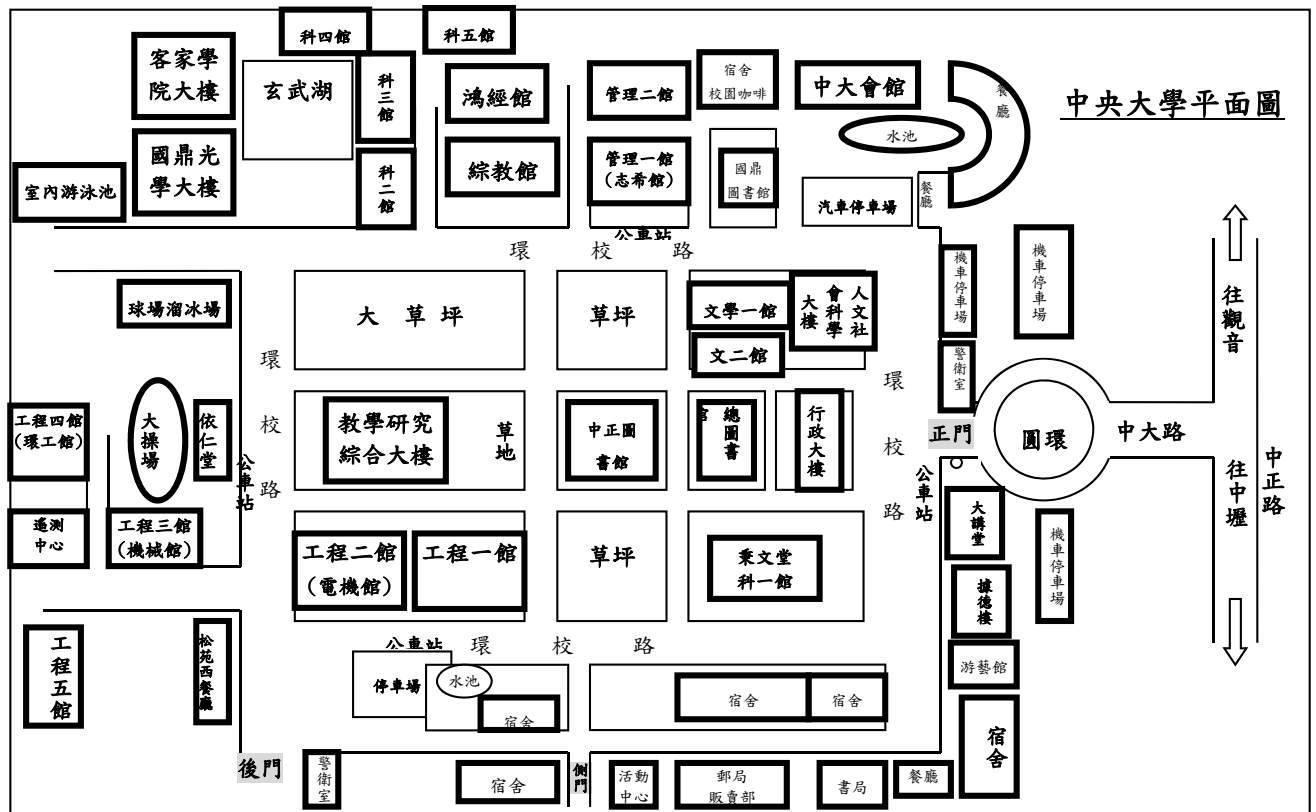 中央大學平面圖
科四館
科五館
客家學
院大樓
玄武湖
科三館
鴻經館
管理二館
宿舍
校園咖啡
中大會館
餐廳
水池
國鼎光
學大樓
室內游泳池
科二館
綜教館
管理一館
(志希館)
國鼎
圖書館
汽車停車場
餐廳
公車站
環 校 路
機車停車場
機車停車場
往觀音
球場溜冰場
大 草 坪
草坪
文學一館
人文社
會科學
大樓
文二館
警衛室
環校路
環校路
工程四館
(環工館)
大操場
依仁堂
公車站
教學研究
綜合大樓
草地
中正圖
書館
總圖書
館
行政大樓
正門
圓環
中大路
中正路
往中壢
公車站
遙測
中心
工程三館
(機械館)
工程二館
(電機館)
工程一館
草坪
秉文堂
科一館
大講堂
機車停車場
據德樓
公車站
環 校 路
工程五館
松苑西餐廳
停車場
水池
宿舍
宿舍
宿舍
游藝館
宿舍
後門
警衛室
宿舍
側門
活動
中心
郵局
販賣部
書局
餐廳